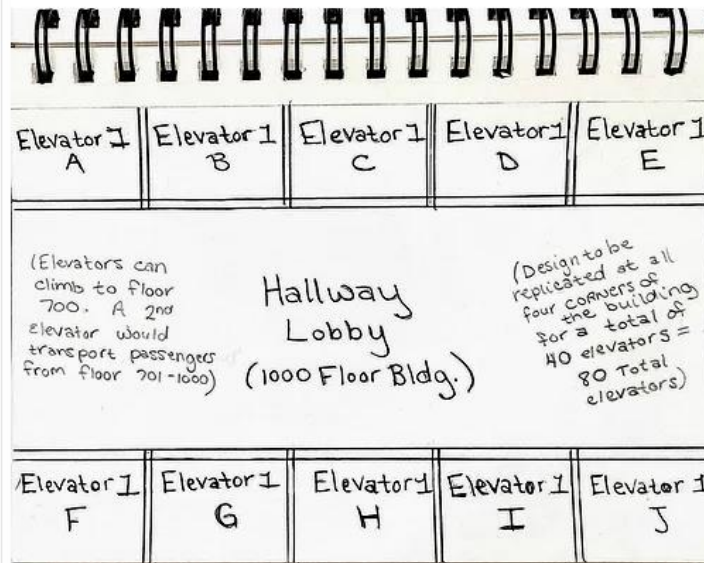 Elevator 1
A
Elevator 1
B
Elevator 1
C
Elevator 1
D
Elevator 1
E
(Elevators can
climb to floor
700. A 2nd
Elevator would
transport passengers
from floor 701-1000)
Hallway
Lobby
(1000 Floor Bldg.)
(Design to be
replicated at all
four corners of
the building
for a total of
40 elevators =
80 Total
elevators)
Elevator 1
F
Elevator 1
G
Elevator 1
H
Elevator 1
I
Elevator 1
J